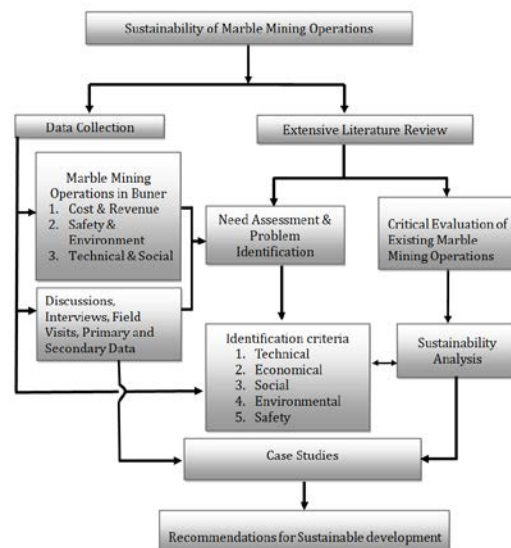 Sustainability of Marble Mining Operations
Data Collection
Extensive Literature Review
Marble Mining
Operations in Buner
1. Cost & Revenue
2. Safety &
Environment
3. Technical & Social
Need Assessment &
Problem
Identification
Critical Evaluation of
Existing Marble
Mining Operations
Discussions,
Interviews, Field
Visits, Primary and
Secondary Data
Identification criteria
1. Technical
2. Economical
3. Social
4. Environmental
5. Safety
Sustainability
Analysis
Case Studies
Recommendations for Sustainable development